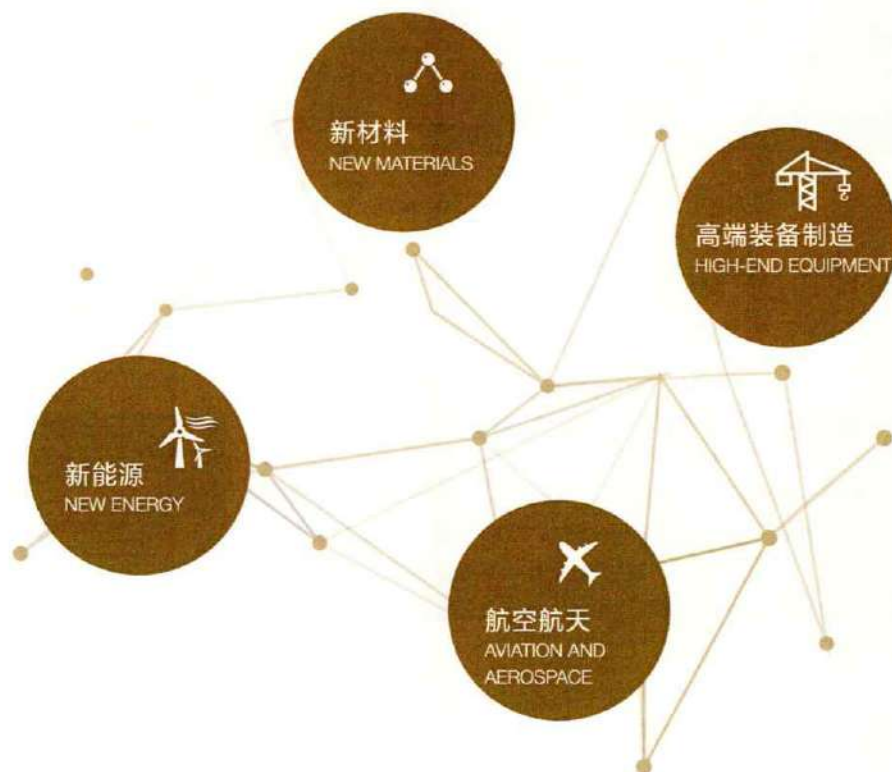 新材料
NEW MATERIALS
高端装备制造
HIGH-END EQUIPMENT
新能源
NEW ENERGY
航空航天
AVIATION AND
AEROSPACE